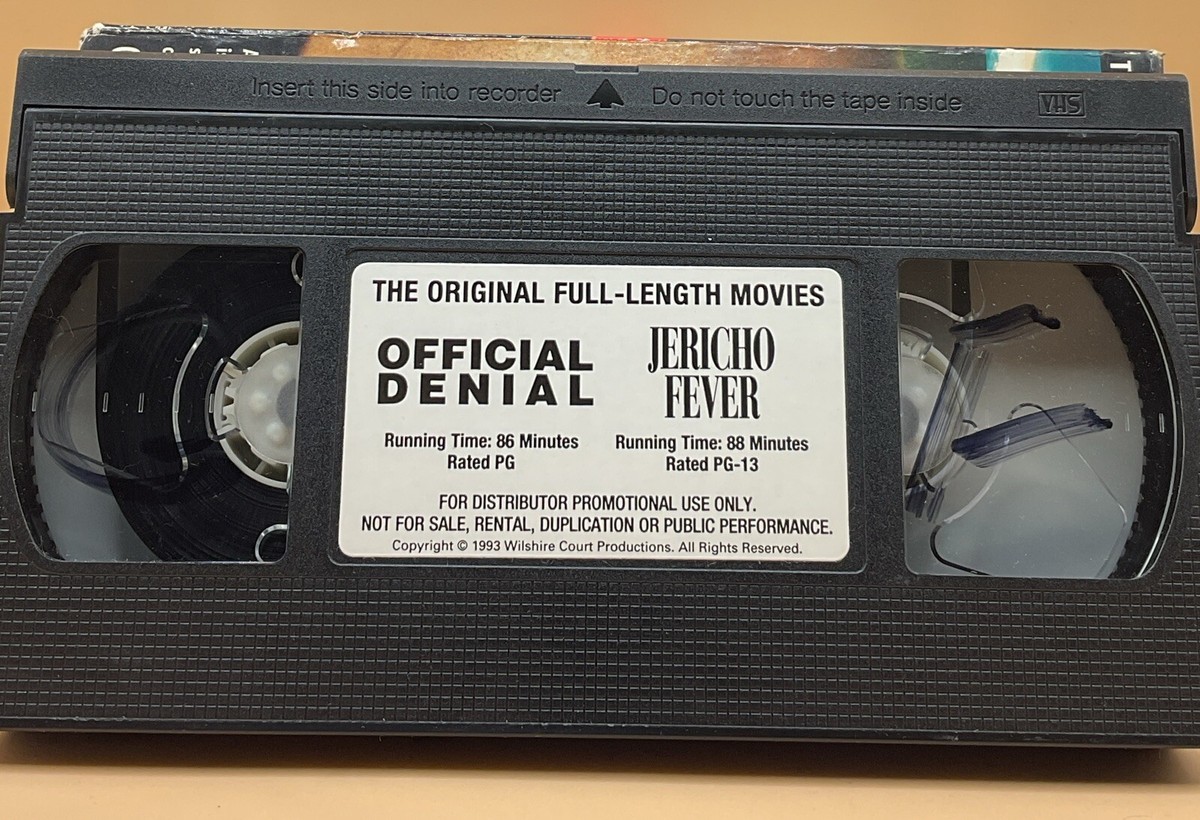 Insert this side into recorder Do not touch the tape inside VHS
THE ORIGINAL FULL-LENGTH MOVIES
OFFICIAL
DENIAL
Running Time: 86 Minutes
Rated PG
JERICHO
FEVER
Running Time: 88 Minutes
Rated PG-13
FOR DISTRIBUTOR PROMOTIONAL USE ONLY.
NOT FOR SALE, RENTAL, DUPLICATION OR PUBLIC PERFORMANCE.
Copyright © 1993 Wilshire Court Productions. All Rights Reserved.